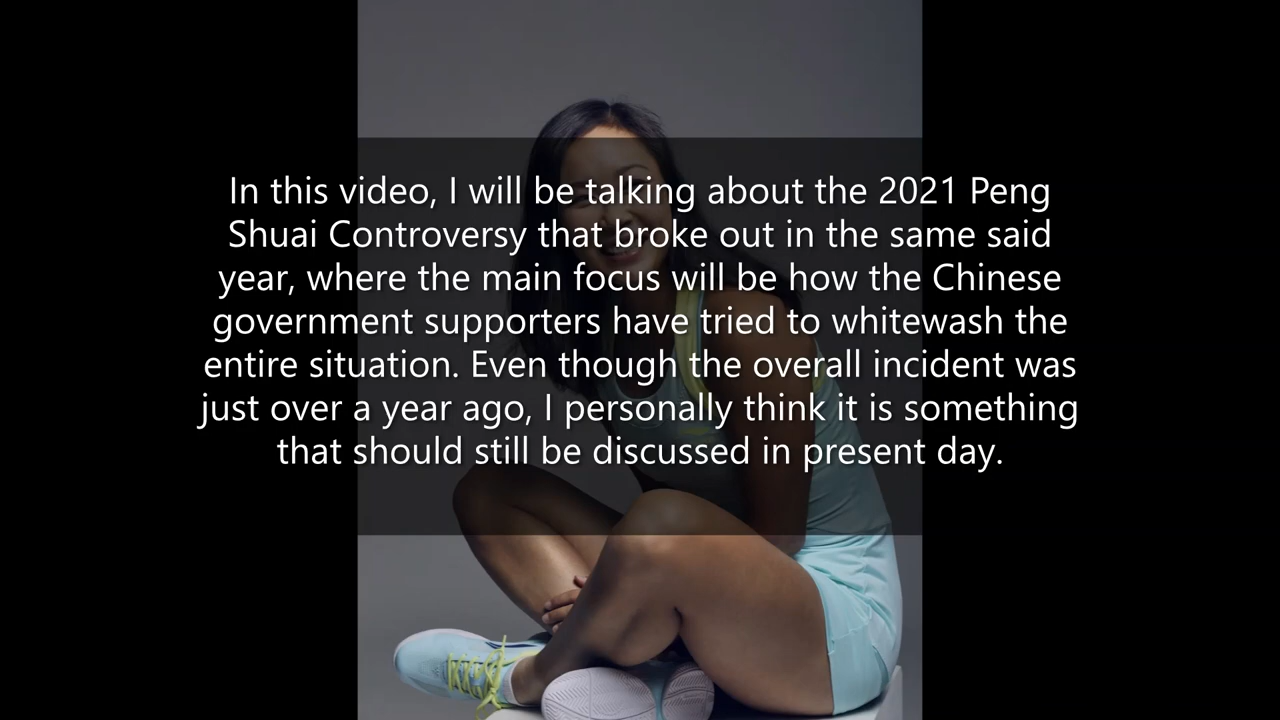 In this video, I will be talking about the 2021 Peng
Shuai Controversy that broke out in the same said
year, where the main focus will be how the Chinese
government supporters have tried to whitewash the
entire situation. Even though the overall incident was
just over a year ago, I personally think it is something
that should still be discussed in present day.